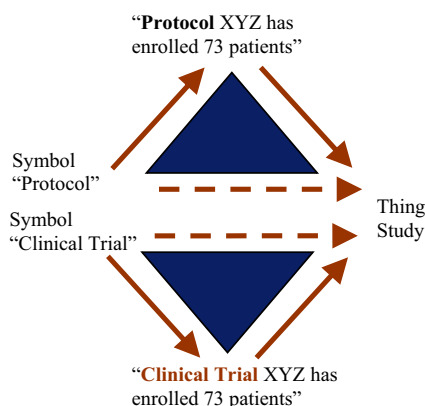 “Protocol XYZ has
enrolled 73 patients”
Symbol
“Protocol”
Symbol
“Clinical Trial”
Thing
Study
“Clinical Trial XYZ has
enrolled 73 patients”